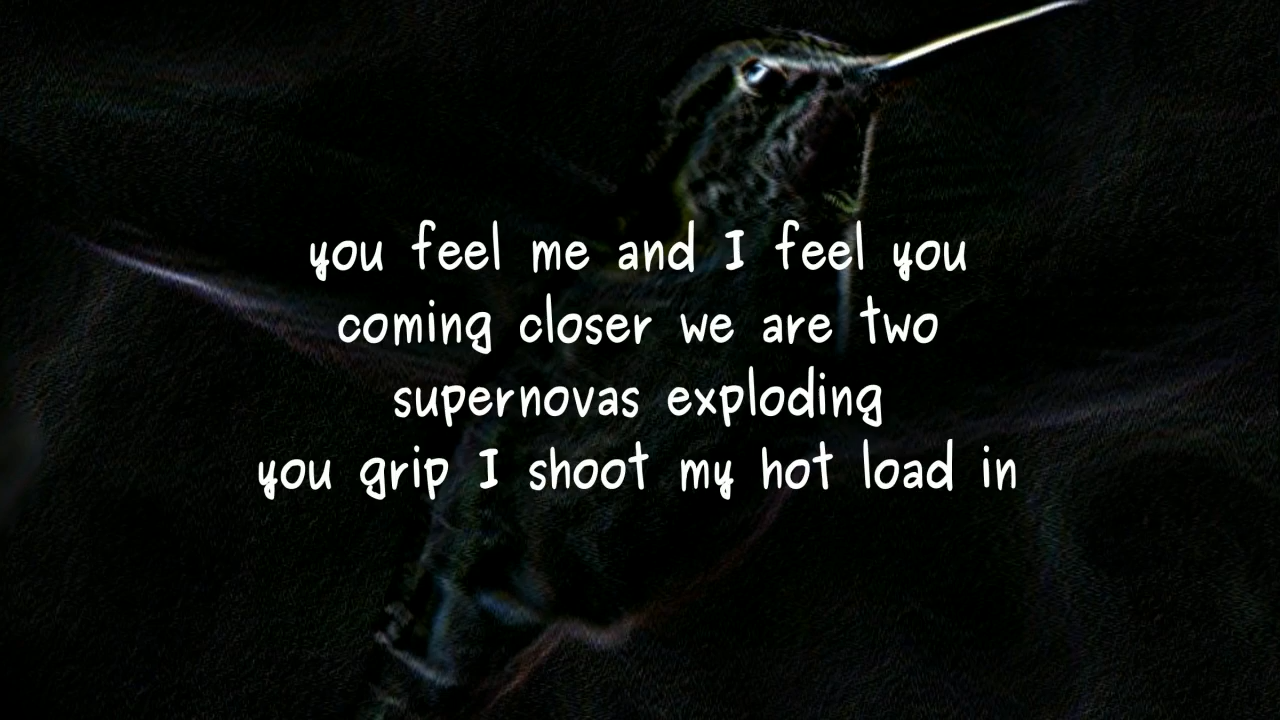 you feel me and I feel you
coming closer we are two
supernovas exploding
you grip I shoot my hot load in